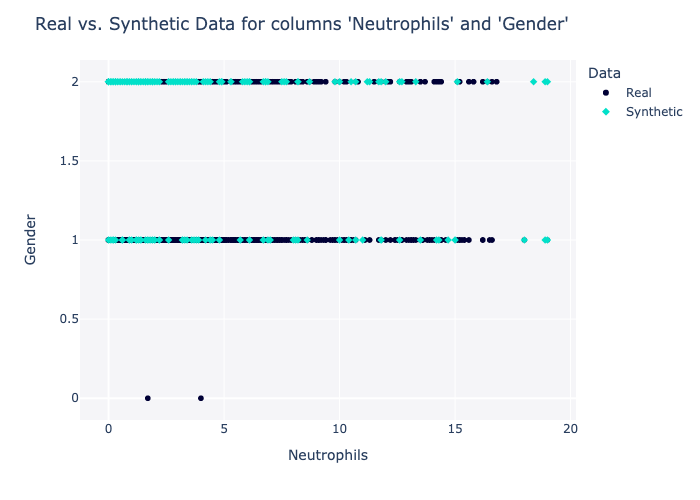 Real vs. Synthetic Data for columns 'Neutrophils' and 'Gender'
Data
Real
Synthetic
2
1.5
1
0.5
0
Gender
0
5
10
15
20
Neutrophils